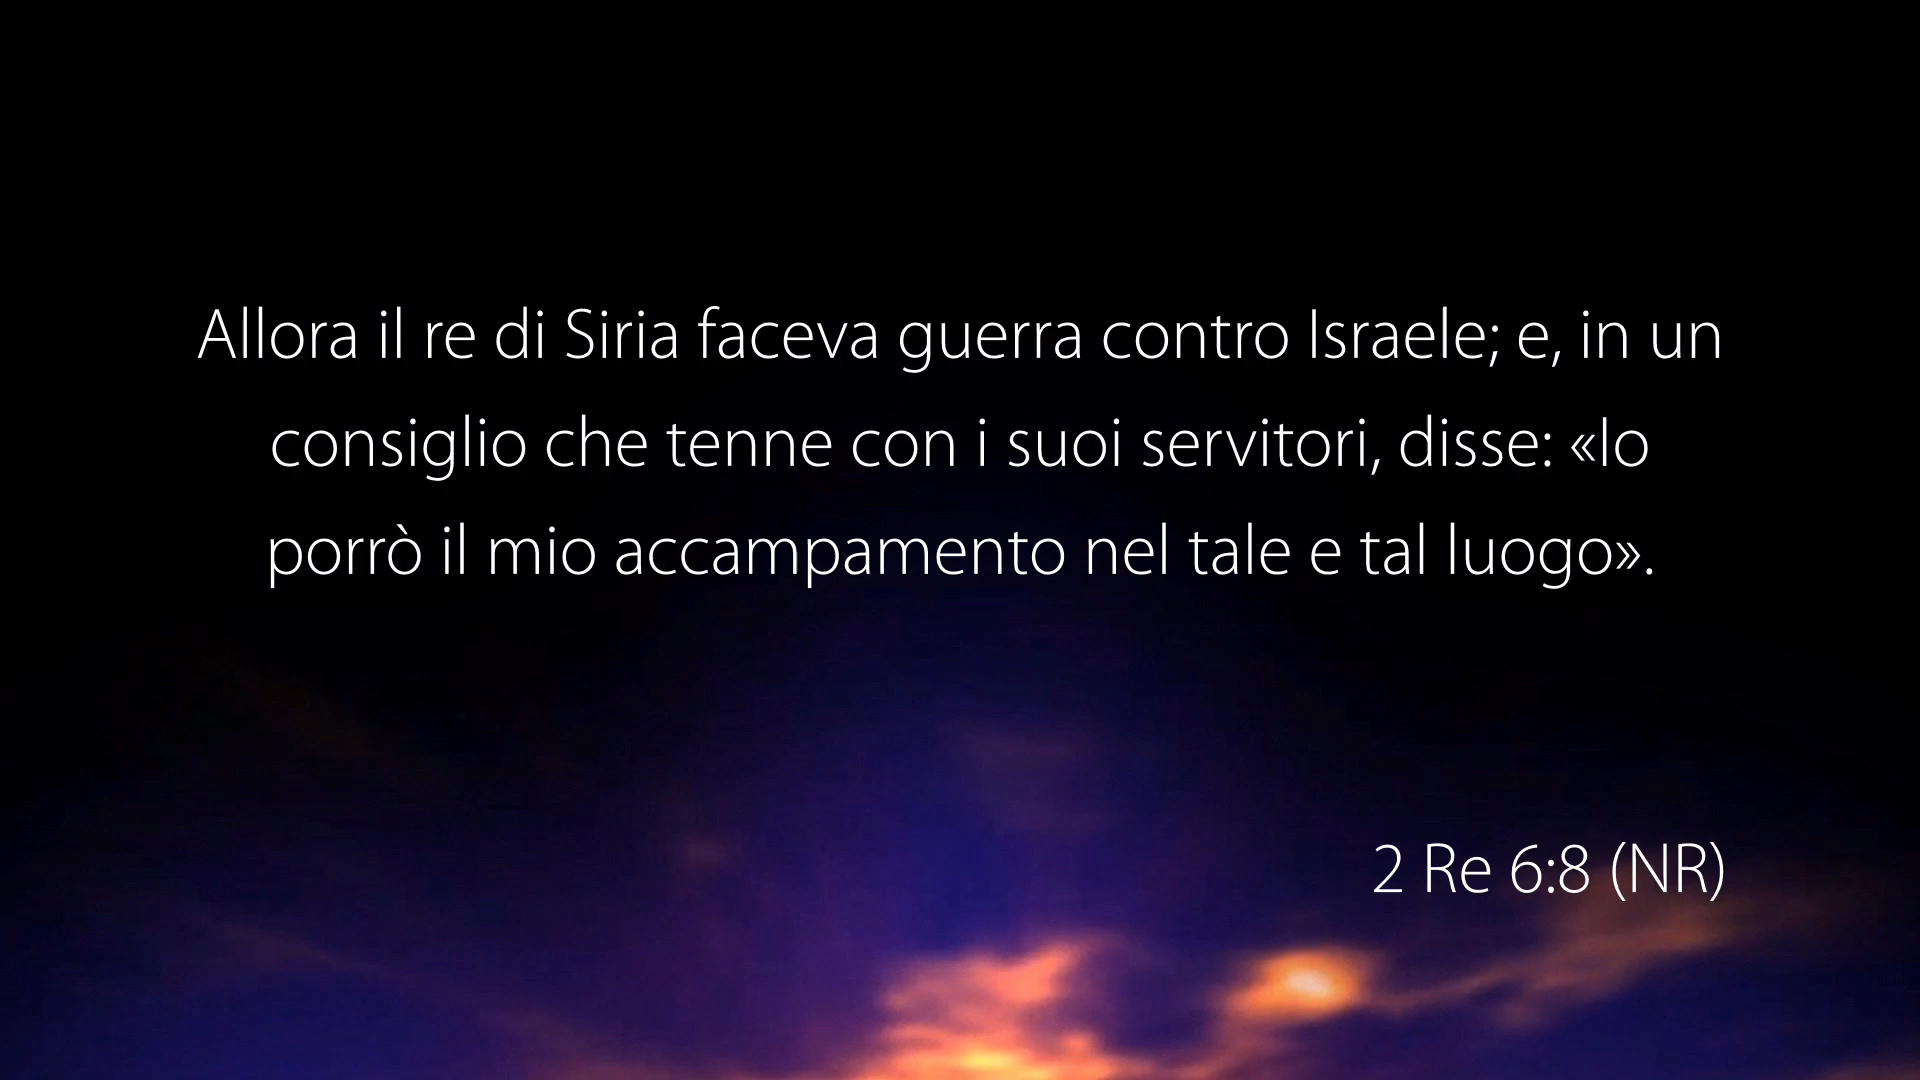 Allora il re di Siria faceva guerra contro Israele; e, in un
consiglio che tenne con i suoi servitori, disse: «Io
porrò il mio accampamento nel tale e tal luogo».
2 Re 6:8 (NR)